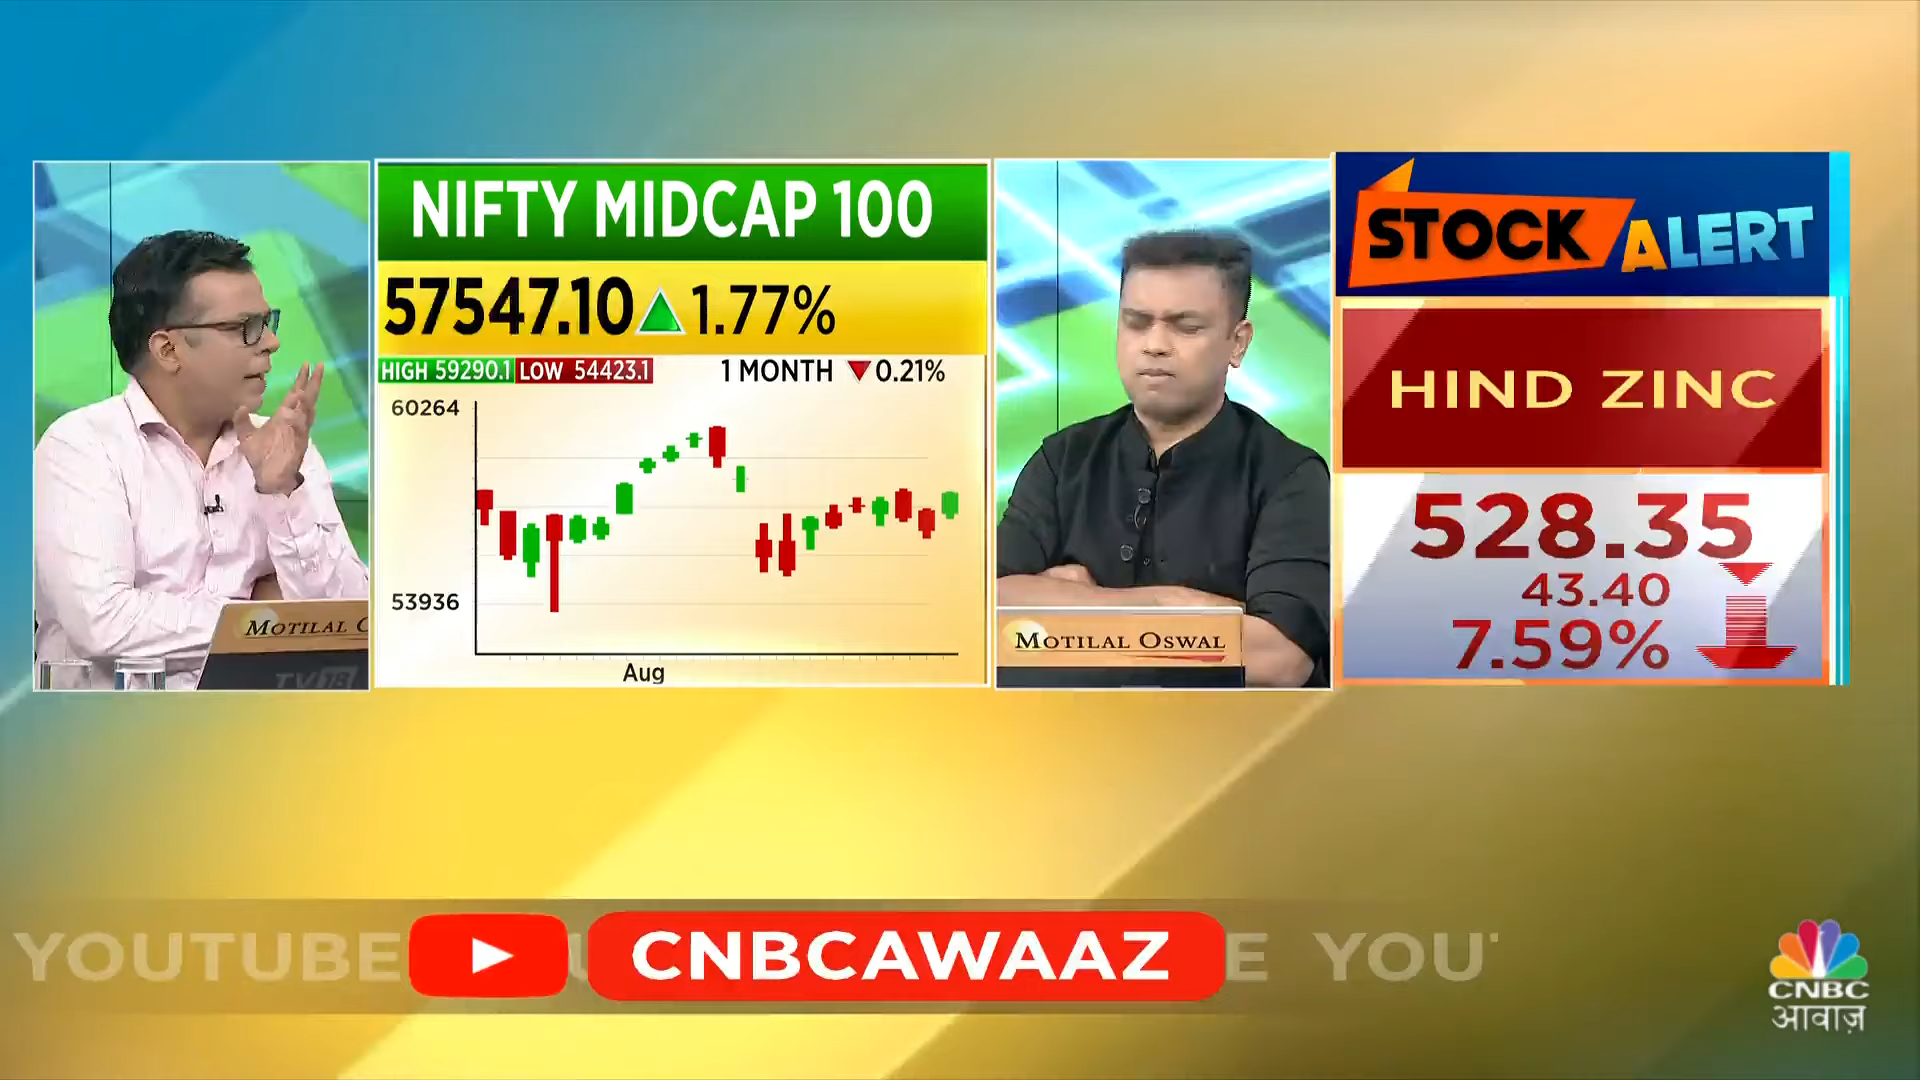 NIFTY MIDCAP 100
57547.10 1.77%
HIGH 59290.1 LOW 54423.1 1 MONTH 0.21%
60264
53936
Aug
MOTILAL
TV18
MOTILAL OSWAL
STOCK ALERT
HIND ZINC
528.35
43.40
7.59%
YOUTUBE CNBCAWAAZ E YOU
CNBC
आवाज़